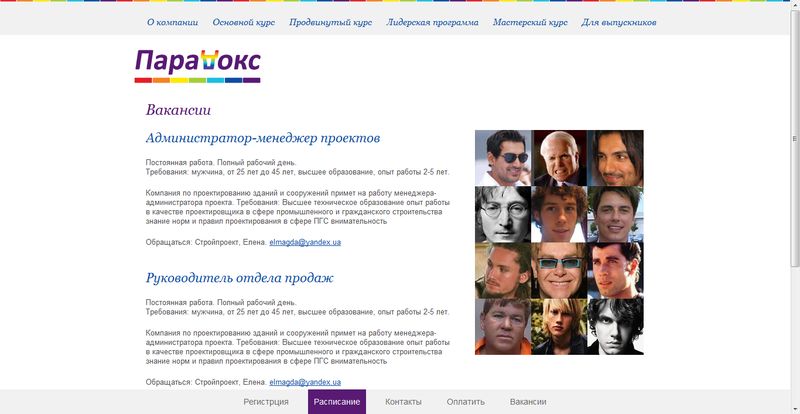 О компании Основной курс Продвинутый курс Лидерская программа Мастерский курс Для выпускников
Парадокс
Вакансии
Администратор-менеджер проектов
Постоянная работа. Полный рабочий день.
Требования: мужчина, от 25 лет до 45 лет, высшее образование, опыт работы 2-5 лет.
Компания по проектированию зданий и сооружений примет на работу менеджера-
администратора проекта. Требования: Высшее техническое образование опыт работы
в качестве проектировщика в сфере промышленного и гражданского строительства
знание норм и правил проектирования в сфере ПГС внимательность
Обращаться: Стройпроект, Елена. elmagda@yandex.ua
Руководитель отдела продаж
Постоянная работа. Полный рабочий день.
Требования: мужчина, от 25 лет до 45 лет, высшее образование, опыт работы 2-5 лет.
Компания по проектированию зданий и сооружений примет на работу менеджера-
администратора проекта. Требования: Высшее техническое образование опыт работы
в качестве проектировщика в сфере промышленного и гражданского строительства
знание норм и правил проектирования в сфере ПГС внимательность
Обращаться: Стройпроект, Елена. elmagda@yandex.ua
Регистрция Расписание Контакты Оплатить Вакансии